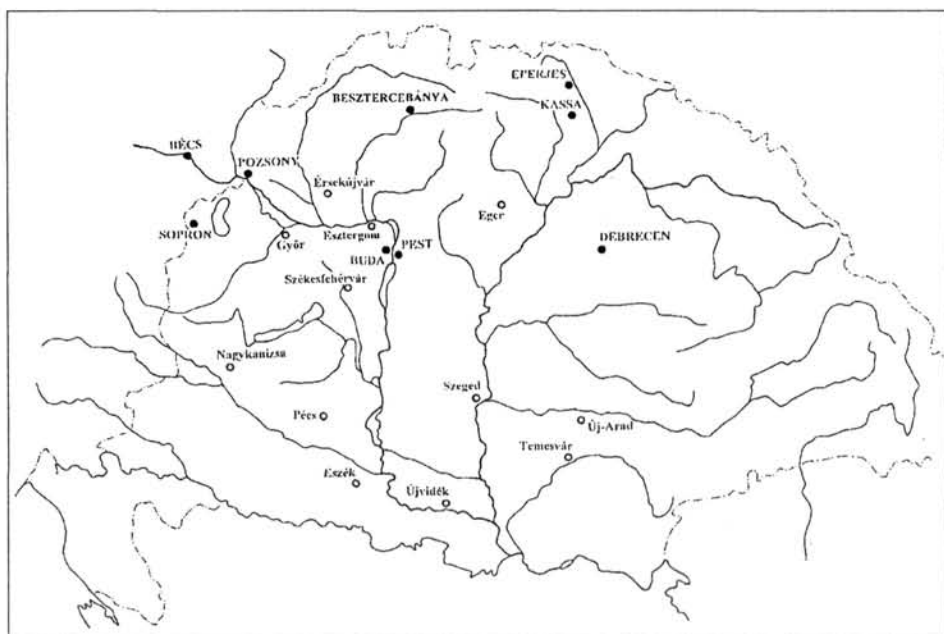 EPERJES
BESZTERCEBÁNYA
KASSA
BÉCS
POZSONY
Érsekújvár
Eger
SOPRON
Győr
Esztergom
BUDA
PEST
DEBRECEN
Székesfehérvár
Nagykanizsa
Szeged
Pécs
Új-Arad
Temesvár
Eszék
Újvidék